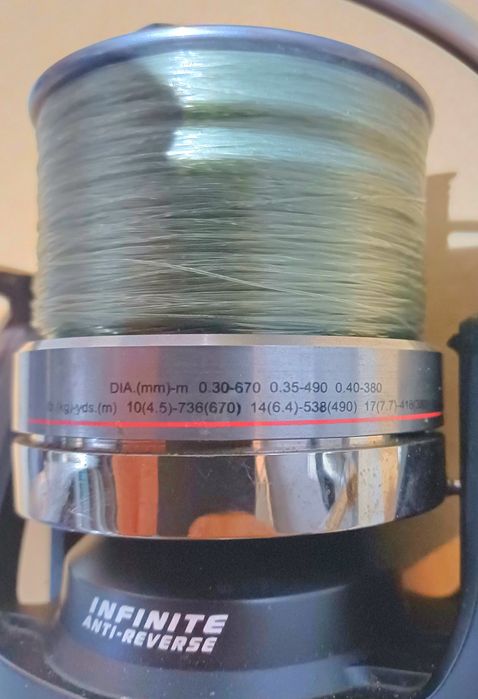 DIA.(mm)-m 0.30-670 0.35-490 0.40-380
(kg)-yds.(m) 10(4.5)-736(670) 14(6.4)-538(490) 17(7.7)-418
INFINITE
ANTI-REVERSE